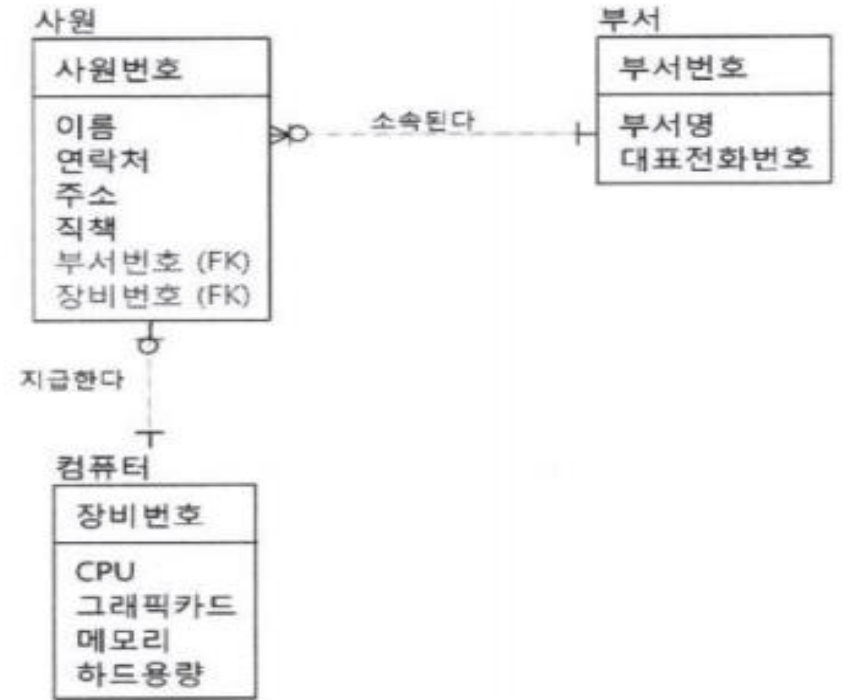 사원
사원번호
이름
연락처
주소
직책
부서번호 (FK)
장비번호 (FK)
소속된다
부서
부서번호
부서명
대표전화번호
지급한다
컴퓨터
장비번호
CPU
그래픽카드
메모리
하드용량